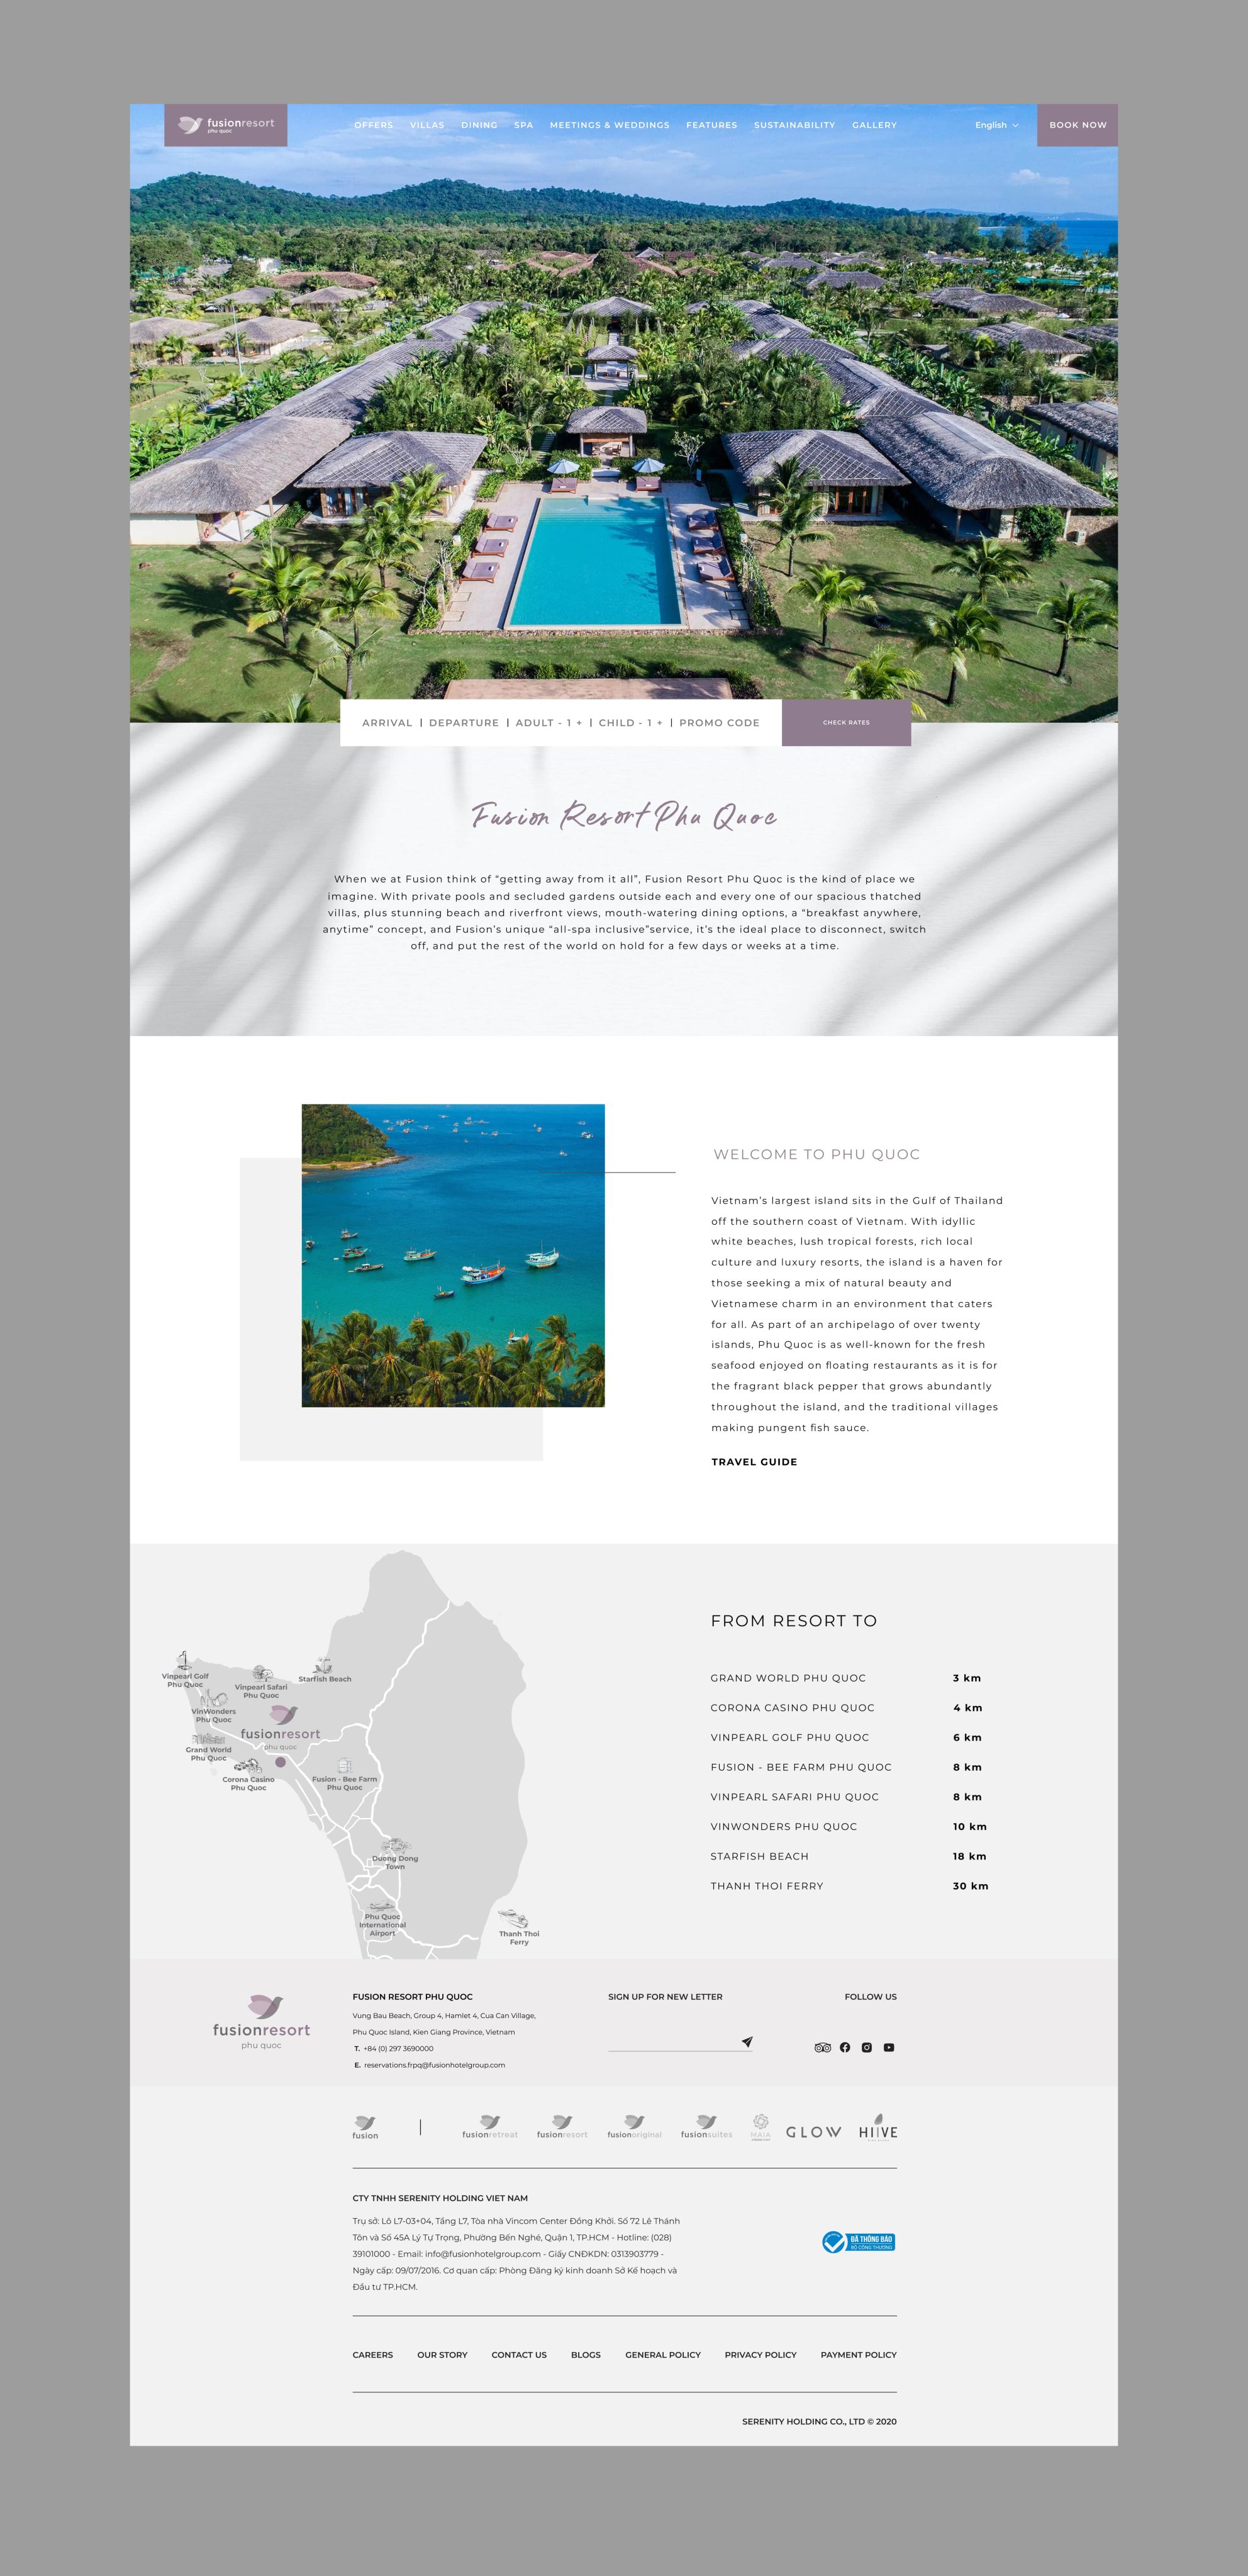 fusionresort
phu quoc
OFFERS VILLAS DINING SPA MEETINGS & WEDDINGS FEATURES SUSTAINABILITY GALLERY
English
BOOK NOW
ARRIVAL | DEPARTURE | ADULT - 1 + | CHILD - 1 + | PROMO CODE
CHECK RATES
Fusion Resort Phu Quoc
When we at Fusion think of “getting away from it all”, Fusion Resort Phu Quoc is the kind of place we
imagine. With private pools and secluded gardens outside each and every one of our spacious thatched
villas, plus stunning beach and riverfront views, mouth-watering dining options, a “breakfast anywhere,
anytime” concept, and Fusion’s unique “all-spa inclusive”service, it’s the ideal place to disconnect, switch
off, and put the rest of the world on hold for a few days or weeks at a time.
WELCOME TO PHU QUOC
Vietnam’s largest island sits in the Gulf of Thailand
off the southern coast of Vietnam. With idyllic
white beaches, lush tropical forests, rich local
culture and luxury resorts, the island is a haven for
those seeking a mix of natural beauty and
Vietnamese charm in an environment that caters
for all. As part of an archipelago of over twenty
islands, Phu Quoc is as well-known for the fresh
seafood enjoyed on floating restaurants as it is for
the fragrant black pepper that grows abundantly
throughout the island, and the traditional villages
making pungent fish sauce.
TRAVEL GUIDE
Vinpearl Golf
Phu Quoc
Vinpearl Safari
Phu Quoc
Starfish Beach
VinWonders
Phu Quoc
fusionresort
phu quoc
Grand World
Phu Quoc
Corona Casino
Phu Quoc
Fusion - Bee Farm
Phu Quoc
Duong Dong
Town
Phu Quoc
International
Airport
Thanh Thoi
Ferry
FROM RESORT TO
GRAND WORLD PHU QUOC 3 km
CORONA CASINO PHU QUOC 4 km
VINPEARL GOLF PHU QUOC 6 km
FUSION - BEE FARM PHU QUOC 8 km
VINPEARL SAFARI PHU QUOC 8 km
VINWONDERS PHU QUOC 10 km
STARFISH BEACH 18 km
THANH THOI FERRY 30 km
fusionresort
phu quoc
FUSION RESORT PHU QUOC
Vung Bau Beach, Group 4, Hamlet 4, Cua Can Village,
Phu Quoc Island, Kien Giang Province, Vietnam
T. +84 (0) 297 3690000
E. reservations.frpq@fusionhotelgroup.com
SIGN UP FOR NEW LETTER
FOLLOW US
fusion
fusionretreat
fusionresort
fusionoriginal
fusionsuites
MAIA
GLOW
HIIVE
CTY TNHH SERENITY HOLDING VIET NAM
Trụ sở: Lô L7-03+04, Tầng L7, Tòa nhà Vincom Center Đồng Khởi. Số 72 Lê Thánh
Tôn và Số 45A Lý Tự Trọng, Phường Bến Nghé, Quận 1, TP.HCM - Hotline: (028)
39101000 - Email: info@fusionhotelgroup.com - Giấy CNĐKDN: 0313903779 -
Ngày cấp: 09/07/2016. Cơ quan cấp: Phòng Đăng ký kinh doanh Sở Kế hoạch và
Đầu tư TP.HCM.
ĐÃ THÔNG BÁO
BỘ CÔNG THƯƠNG
CAREERS OUR STORY CONTACT US BLOGS GENERAL POLICY PRIVACY POLICY PAYMENT POLICY
SERENITY HOLDING CO., LTD © 2020